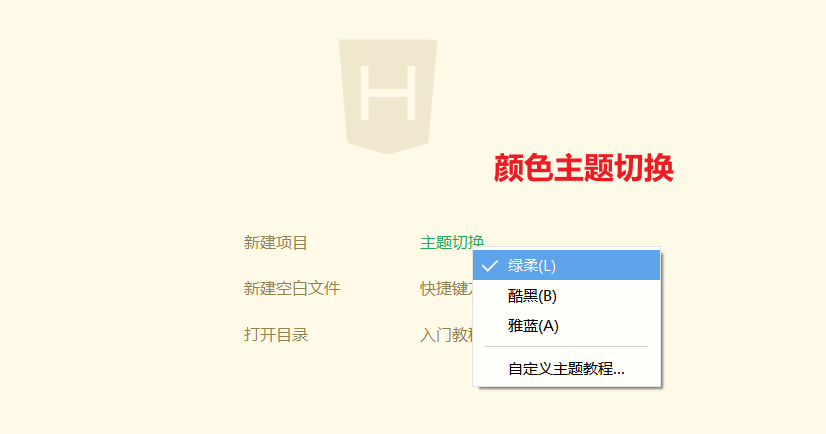 H
颜色主题切换
新建项目
主题切换
新建空白文件
快捷键
打开目录
入门教程
绿柔(L)
酷黑(B)
雅蓝(A)
自定义主题教程...